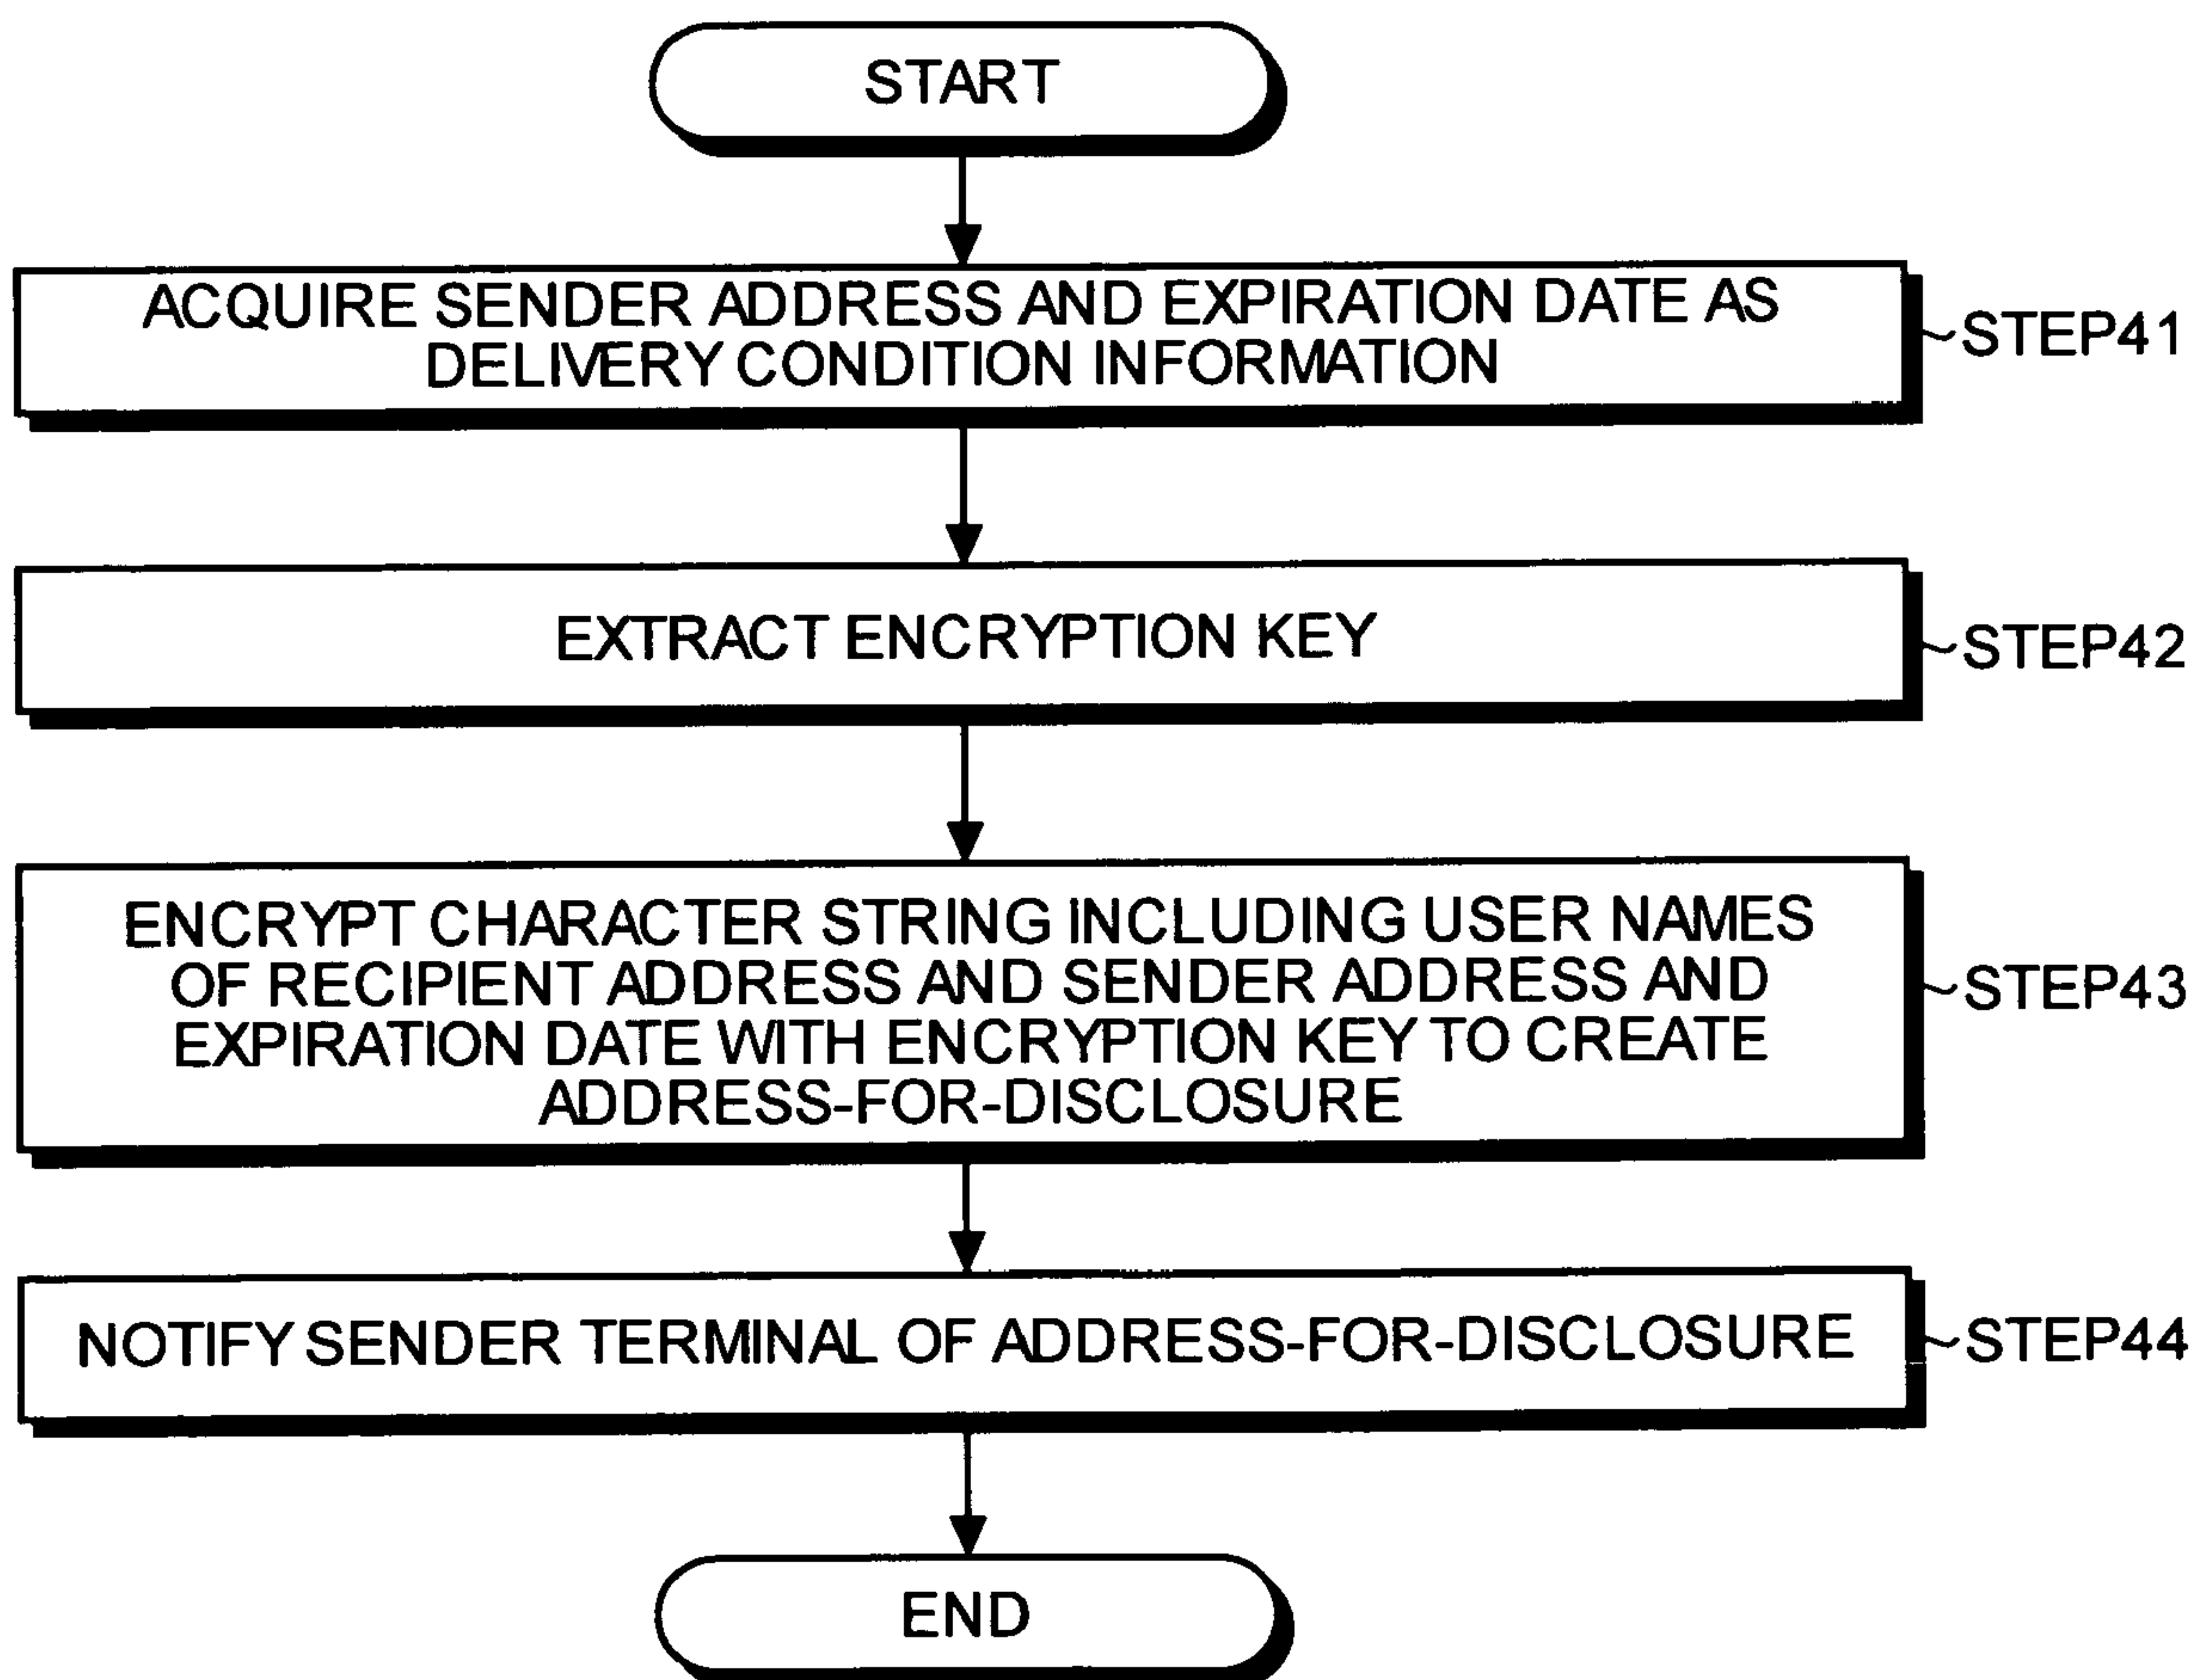 START
ACQUIRE SENDER ADDRESS AND EXPIRATION DATE AS
DELIVERY CONDITION INFORMATION
STEP41
EXTRACT ENCRYPTION KEY
STEP42
ENCRYPT CHARACTER STRING INCLUDING USER NAMES
OF RECIPIENT ADDRESS AND SENDER ADDRESS AND
EXPIRATION DATE WITH ENCRYPTION KEY TO CREATE
ADDRESS-FOR-DISCLOSURE
STEP43
NOTIFY SENDER TERMINAL OF ADDRESS-FOR-DISCLOSURE
STEP44
END